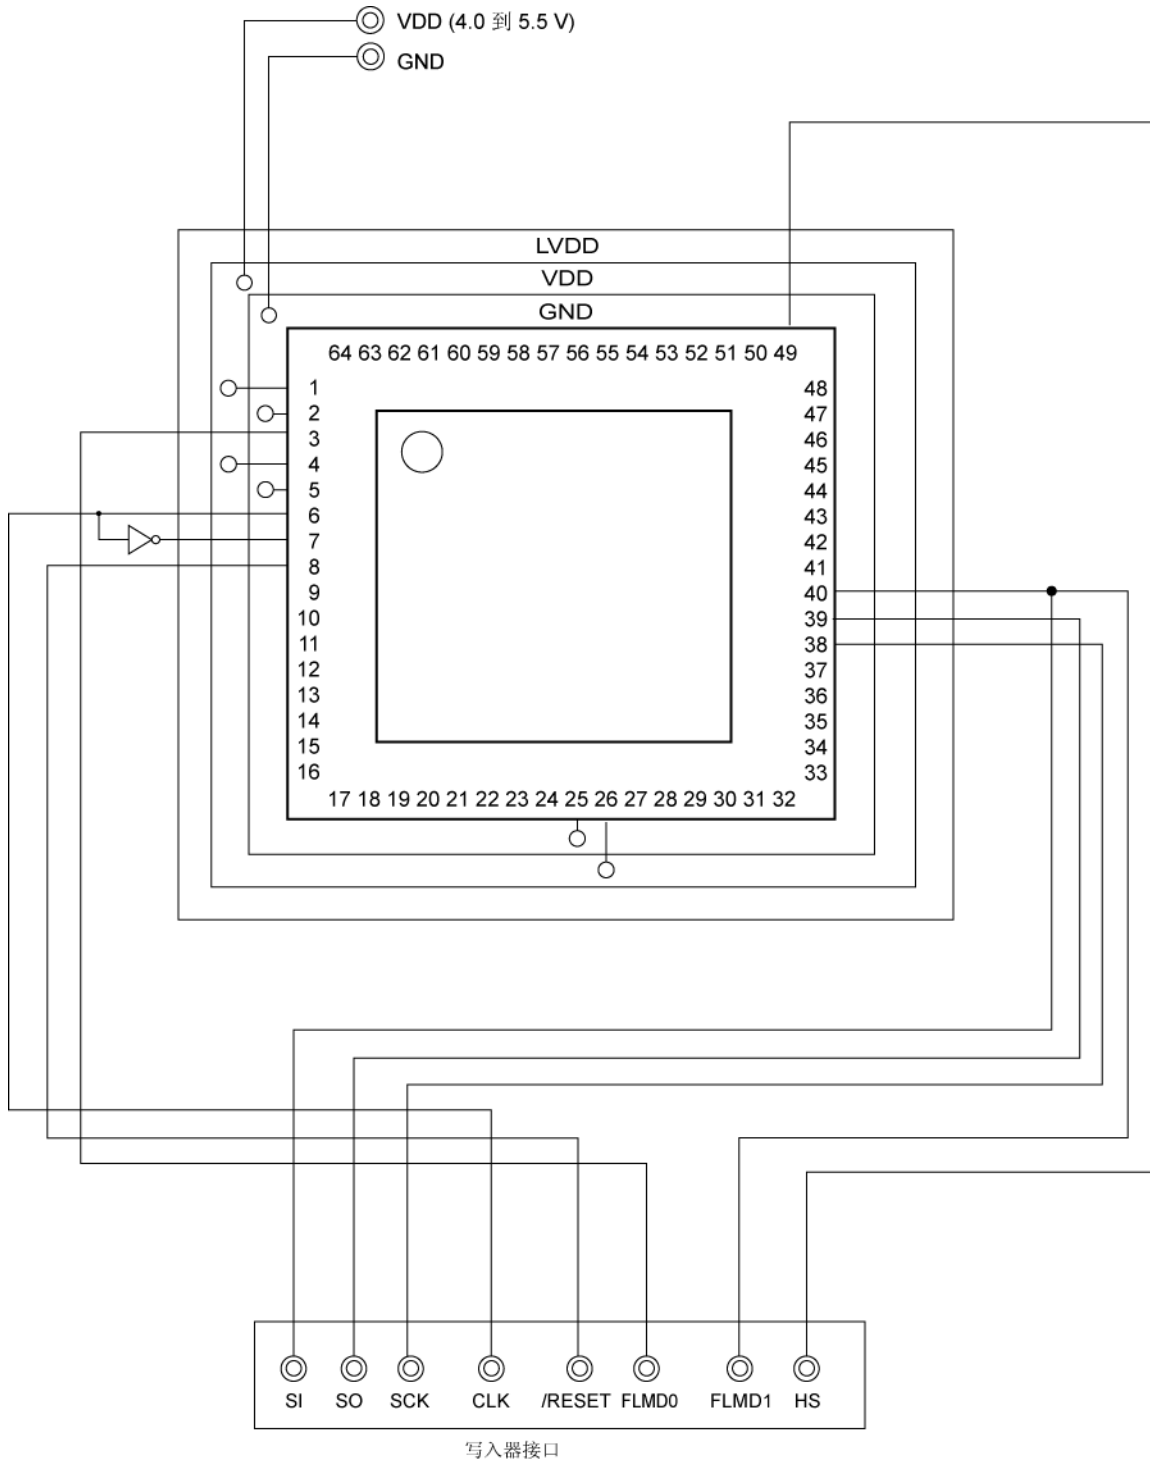 VDD (4.0 到 5.5 V)
GND
LVDD
VDD
GND
64 63 62 61 60 59 58 57 56 55 54 53 52 51 50 49
1 48
2 47
3 46
4 45
5 44
6 43
7 42
8 41
9 40
10 39
11 38
12 37
13 36
14 35
15 34
16 33
17 18 19 20 21 22 23 24 25 26 27 28 29 30 31 32
SI SO SCK CLK /RESET FLMD0 FLMD1 HS
写入器接口